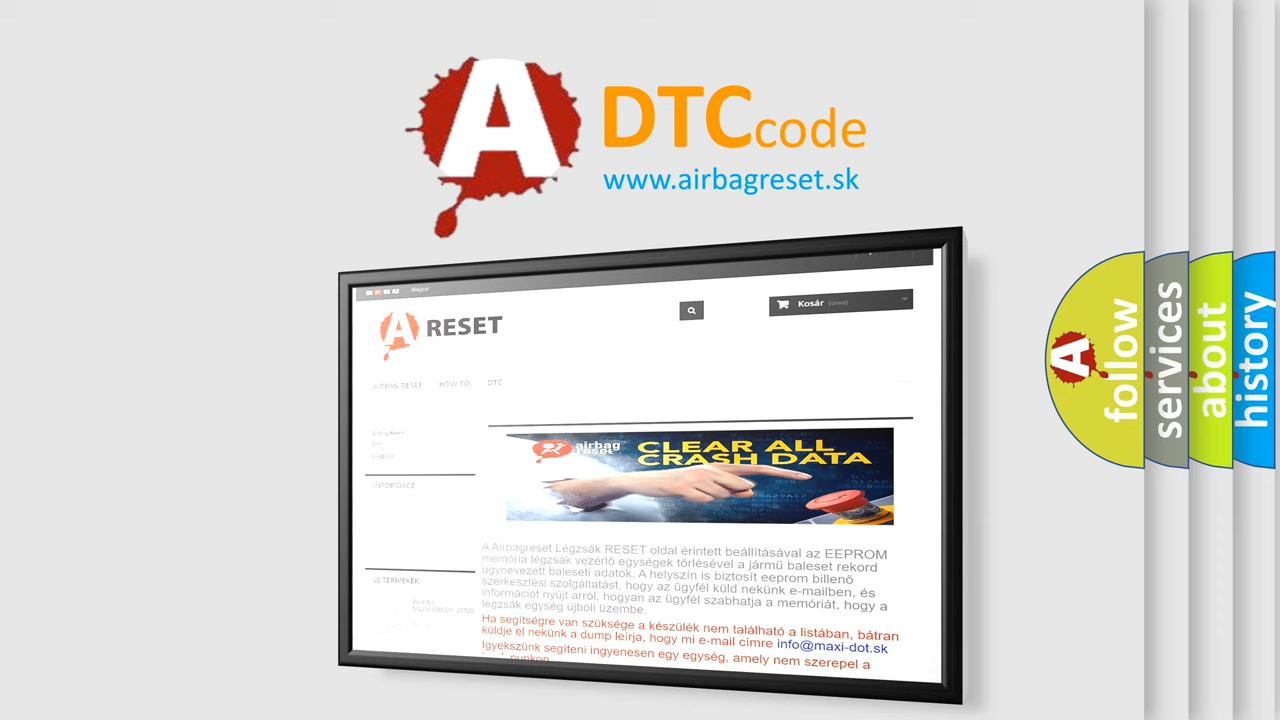 A DTCcode
www.airbagreset.sk
Magyar
A RESET
Kosár (üres)
AIRBAG RESET HOW TO DTC
INFORMACE
ÚJ TERMÉKEK
airbag reset
CLEAR ALL
CRASH DATA
A Airbagreset Légzsák RESET oldal érintett beállításával az EEPROM
memória légzsák vezérlő egységek törlésével a jármű baleset rekord
úgynevezett baleseti adatok. A helyszín is biztosít eeprom billenő
szerkesztési szolgáltatást, hogy az ügyfél küld nekünk e-mailben, és
információt nyújt arról, hogyan az ügyfél szabhatja a memóriát, hogy a
légzsák egység újbóli üzembe.
Ha segítségre van szüksége a készülék nem található a listában, bátran
küldje el nekünk a dump leírja, hogy mi e-mail címre info@maxi-dot.sk
Igyekszünk segíteni ingyenesen egy egység, amely nem szerepel a
A follow
services
about
history